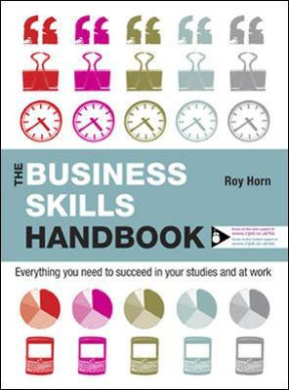 THE
BUSINESS
SKILLS
HANDBOOK
Roy Horn
Everything you need to succeed in your studies and at work